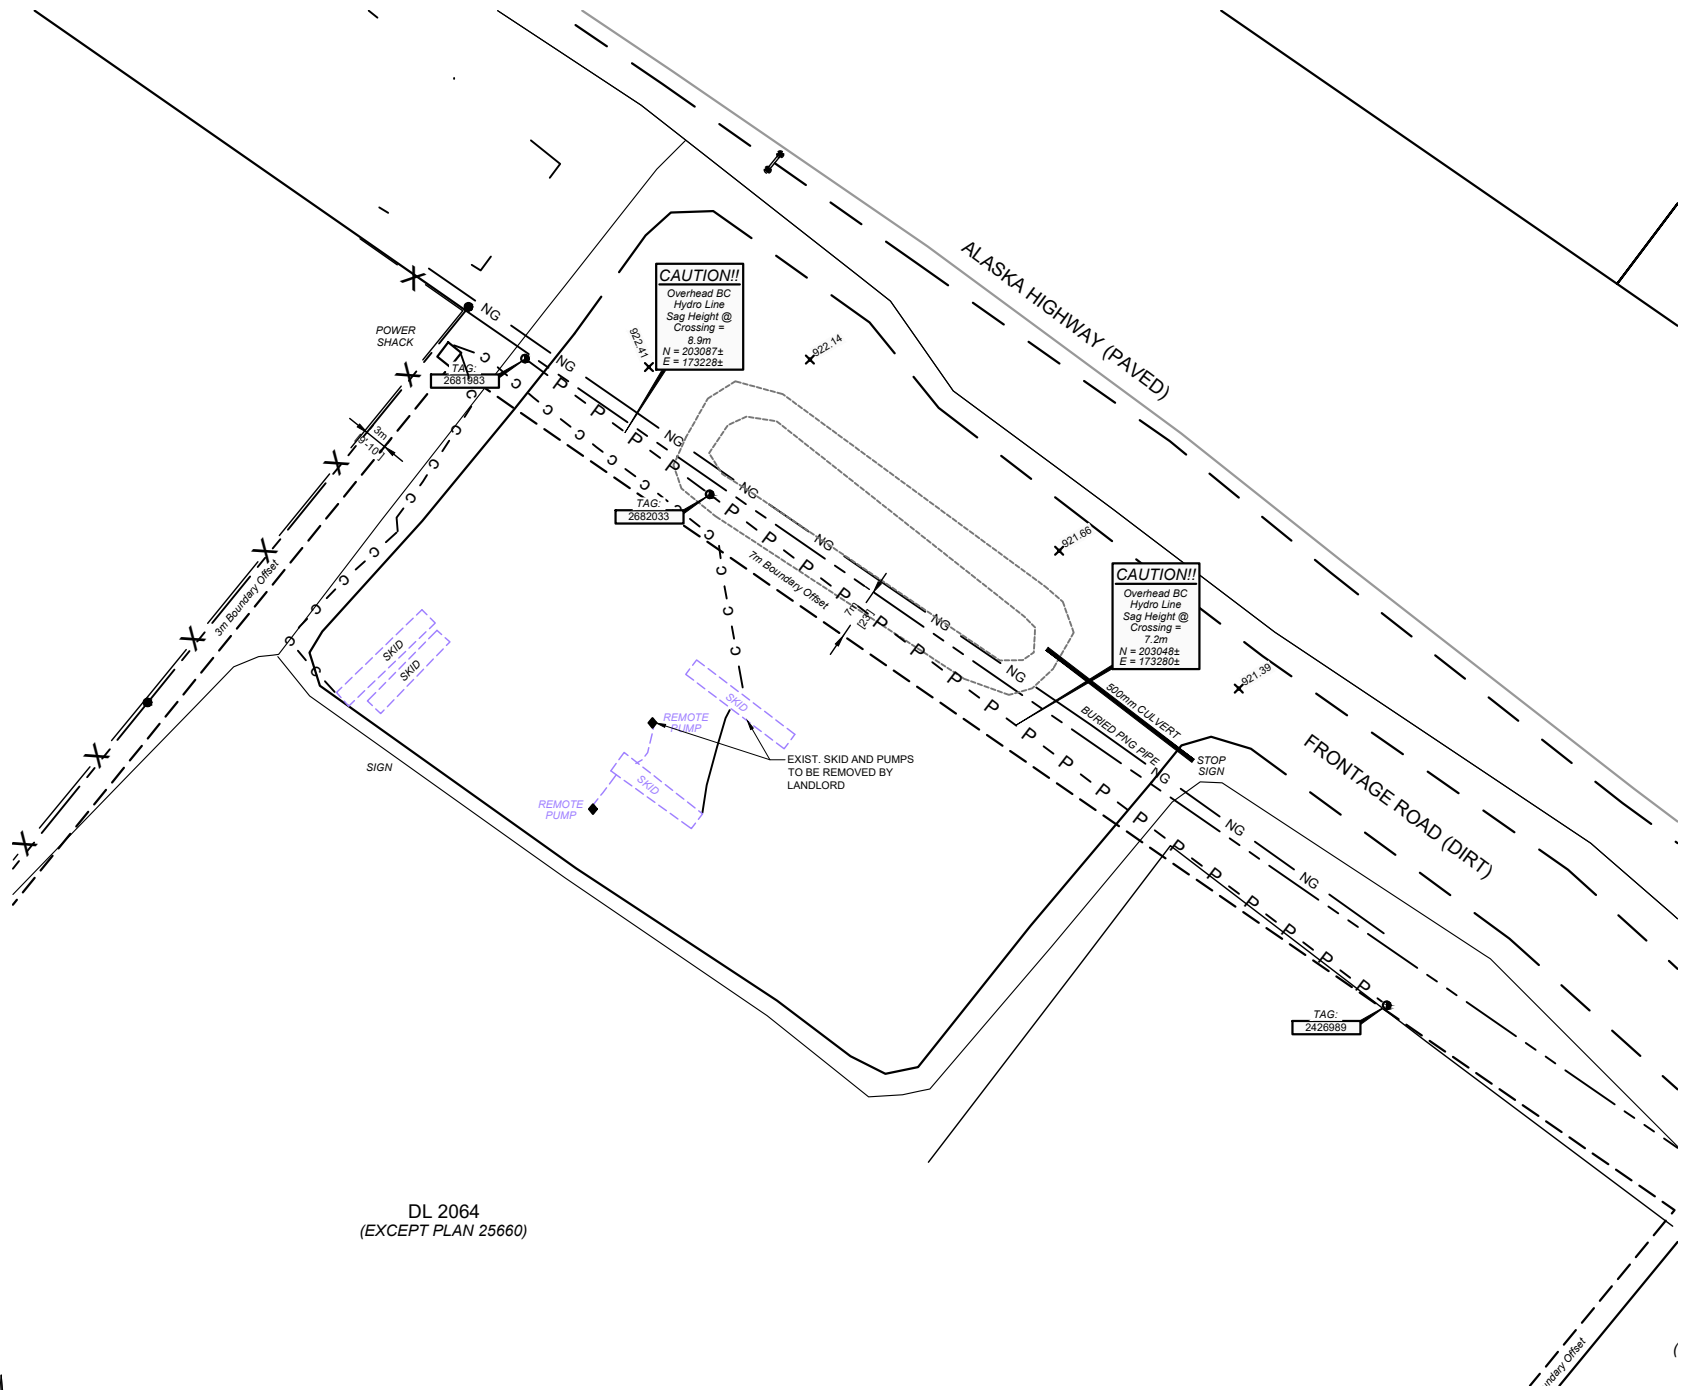 ALASKA HIGHWAY (PAVED)
CAUTION!!
Overhead BC
Hydro Line
Sag Height @
Crossing =
8.9m
N = 203087±
E = 173228±
NG
POWER
SHACK
TAG:
2681983
922.41
922.14
NG
3m
NG
TAG:
2682033
NG
NG
7m Boundary Offset
3m Boundary Offset
921.66
CAUTION!!
Overhead BC
Hydro Line
Sag Height @
Crossing =
7.2m
N = 203048±
E = 173280±
NG
NG
921.39
SKID
SKID
SKID
500mm CULVERT
BURIED PNG PIPE
REMOTE
PUMP
EXIST. SKID AND PUMPS
TO BE REMOVED BY
LANDLORD
SIGN
SKID
REMOTE
PUMP
STOP
SIGN
NG
FRONTAGE ROAD (DIRT)
NG
NG
TAG:
2426989
DL 2064
(EXCEPT PLAN 25660)
ndary Offset